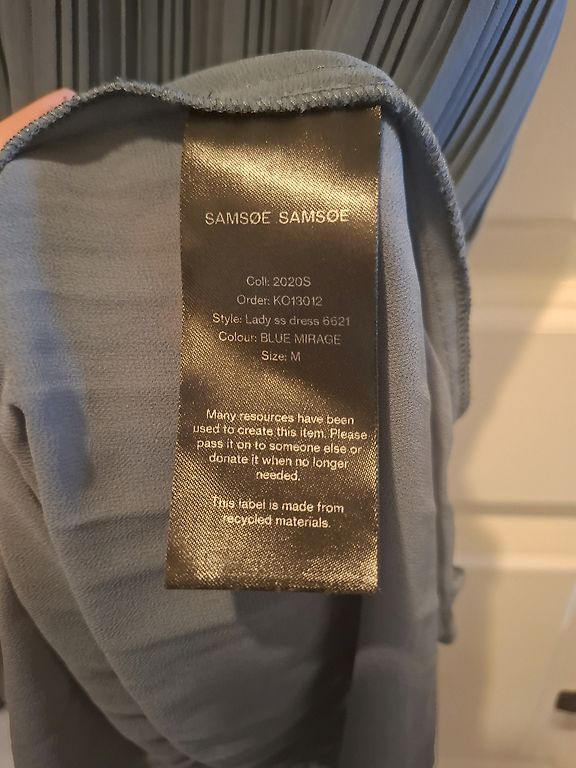 SAMSØE SAMSØE
Coll: 2020S
Order: KO13012
Style: Lady ss dress 6621
Colour: BLUE MIRAGE
Size: M
Many resources have been
used to create this item. Please
pass it on to someone else or
donate it when no longer
needed.
This label is made from
recycled materials.